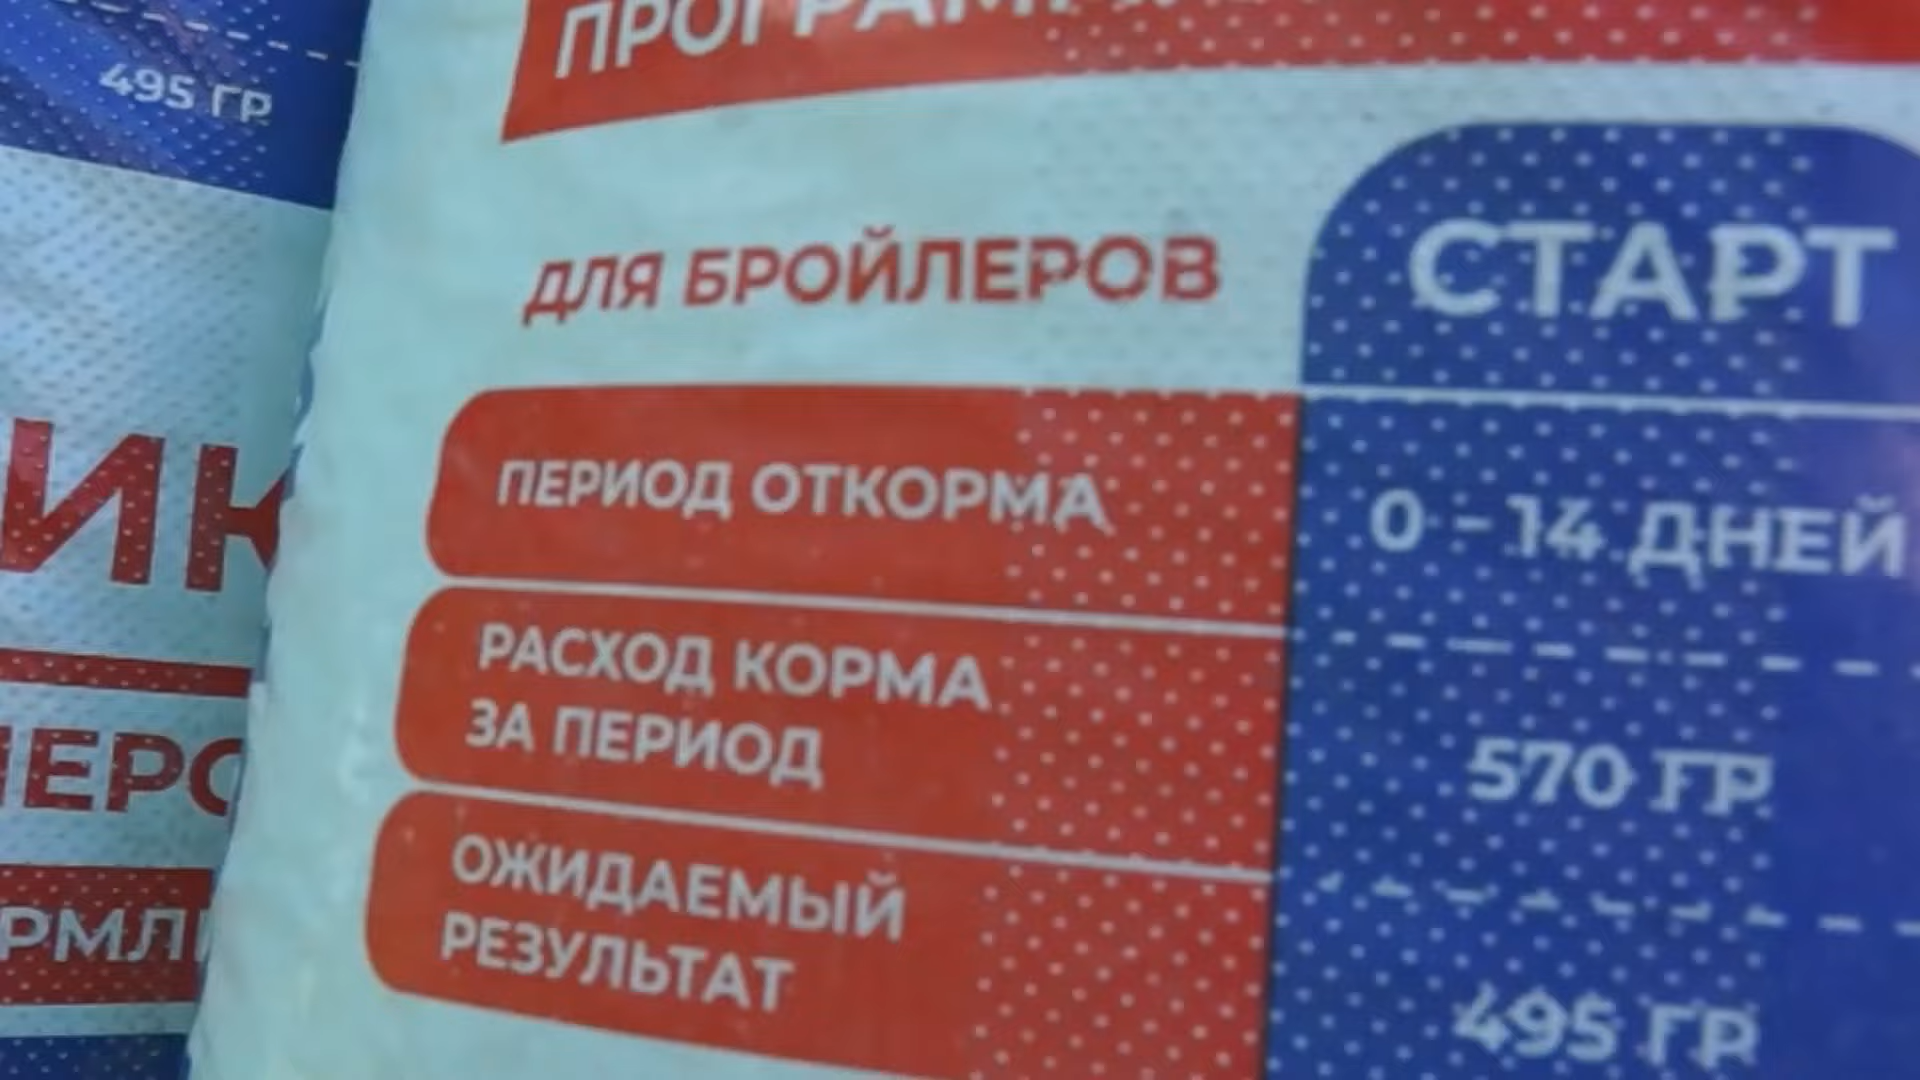 495 ГР
ДЛЯ БРОЙЛЕРОВ
СТАРТ
ПЕРИОД ОТКОРМА
0 - 14 ДНЕЙ
РАСХОД КОРМА
ЗА ПЕРИОД
570 ГР
ОЖИДАЕМЫЙ
РЕЗУЛЬТАТ
495 ГР